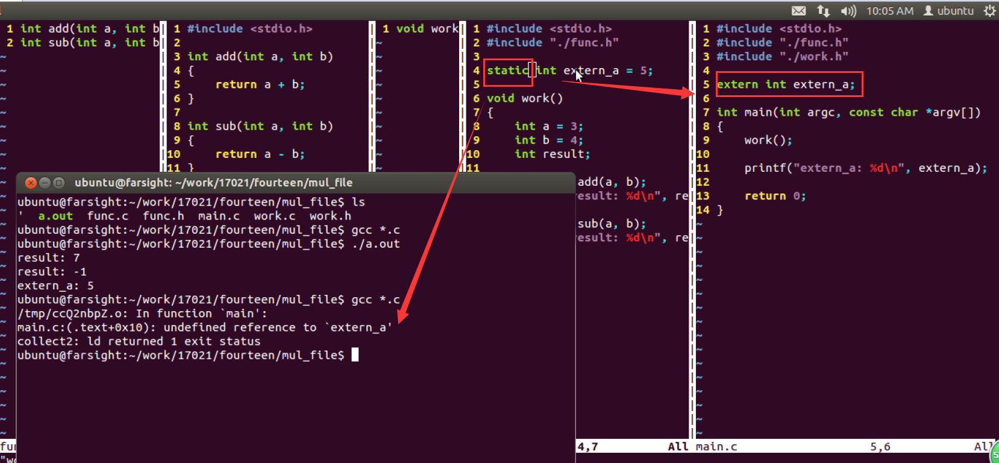 10:05 AM ubuntu
1 int add(int a, int b
2 int sub(int a, int b
~
1 #include <stdio.h>
2
3 int add(int a, int b)
4 {
5     return a + b;
6 }
7
8 int sub(int a, int b)
9 {
10     return a - b;
11 }
1 void work
~
1 #include <stdio.h>
2 #include "./func.h"
3
4 static int extern_a = 5;
5
6 void work()
7 {
8     int a = 3;
9     int b = 4;
10     int result;
11
add(a, b);
esult: %d\n", re
sub(a, b);
esult: %d\n", re
4,7 All
1 #include <stdio.h>
2 #include "./func.h"
3 #include "./work.h"
4
5 extern int extern_a;
6
7 int main(int argc, const char *argv[])
8 {
9     work();
10
11     printf("extern_a: %d\n", extern_a);
12
13     return 0;
14 }
~
main.c 5,6 All
ubuntu@farsight: ~/work/17021/fourteen/mul_file
ubuntu@farsight:~/work/17021/fourteen/mul_file$ ls
'  a.out  func.c  func.h  main.c  work.c  work.h
ubuntu@farsight:~/work/17021/fourteen/mul_file$ gcc *.c
ubuntu@farsight:~/work/17021/fourteen/mul_file$ ./a.out
result: 7
result: -1
extern_a: 5
ubuntu@farsight:~/work/17021/fourteen/mul_file$ gcc *.c
/tmp/ccQ2nbpZ.o: In function `main':
main.c:(.text+0x10): undefined reference to `extern_a'
collect2: ld returned 1 exit status
ubuntu@farsight:~/work/17021/fourteen/mul_file$
fun
"wo
5